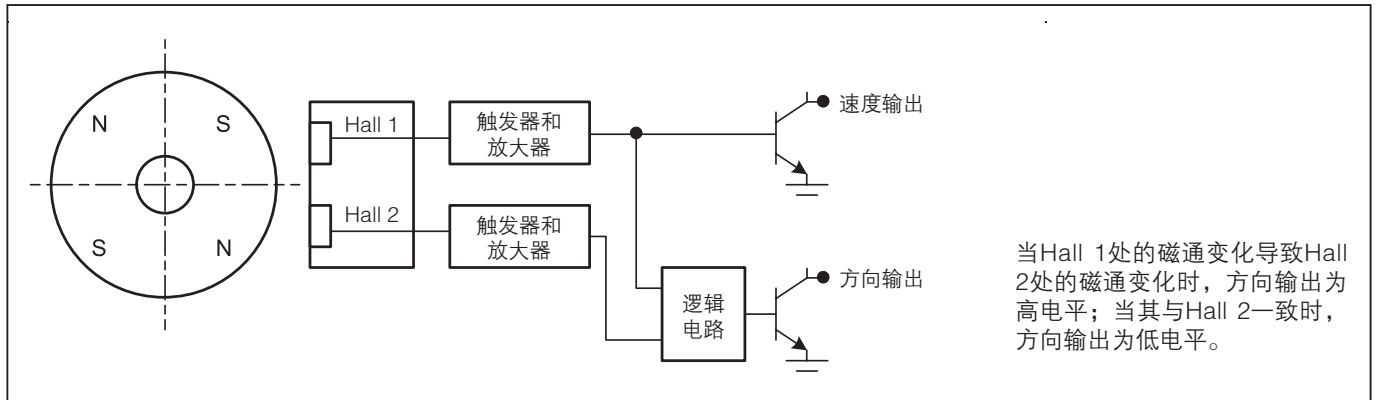 N
S
S
N
Hall 1
Hall 2
触发器和
放大器
触发器和
放大器
逻辑
电路
速度输出
方向输出
当Hall 1处的磁通变化导致Hall
2处的磁通变化时，方向输出为
高电平；当其与Hall 2一致时，
方向输出为低电平。